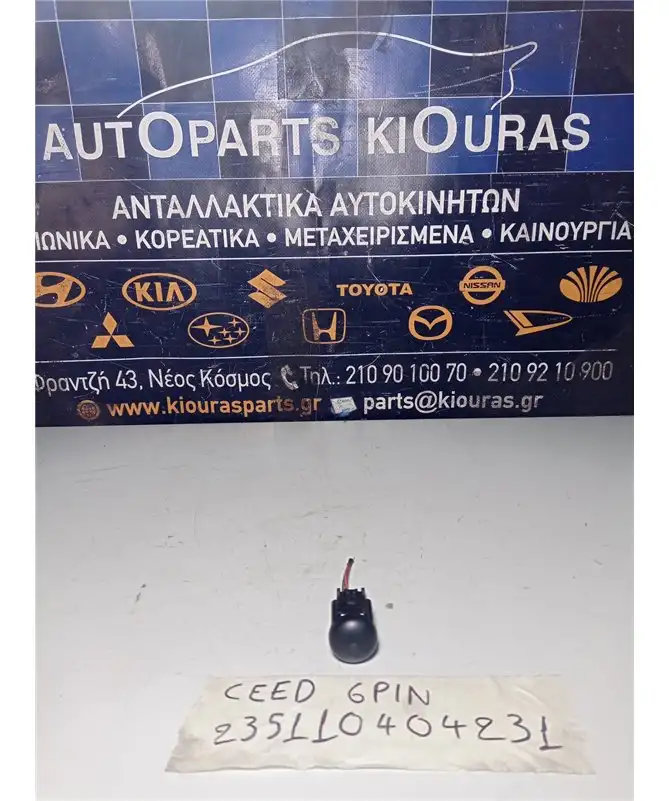 AUTOPARTS KIOURAS
ΑΝΤΑΛΛΑΚΤΙΚΑ ΑΥΤΟΚΙΝΗΤΩΝ
ΚΟΡΕΑΤΙΚΑ • ΜΕΤΑΧΕΙΡΙΣΜΕΝΑ • ΚΑΙΝΟΥΡΓΙΑ
KIA TOYOTA NISSAN
Φραντζή 43, Νέος Κόσμος Τηλ.: 210 90 100 70 • 210 92 10 900
www.kiourasparts.gr parts@kiouras.gr
CEED 6PIN
235110404231